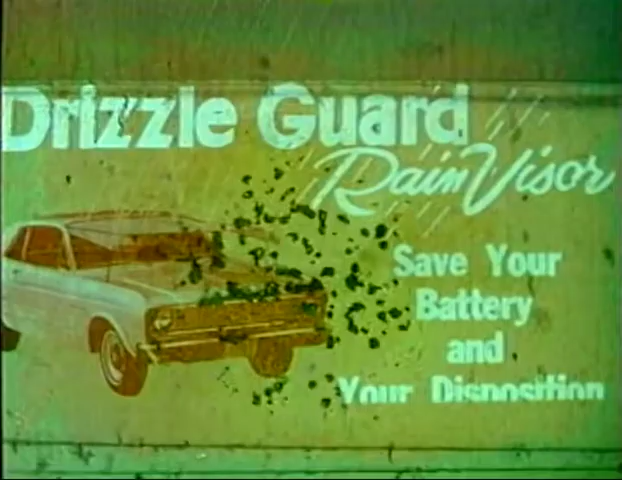 Drizzle Guard
Rain Visor
Save Your
Battery
and
Your Disposition